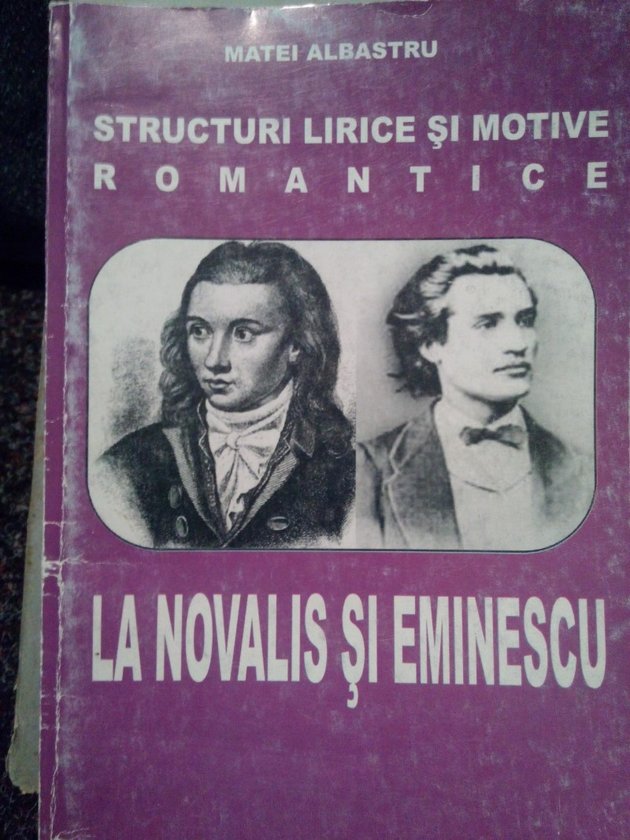 MATEI ALBASTRU
STRUCTURI LIRICE ŞI MOTIVE
ROMANTICE
LA NOVALIS ŞI EMINESCU